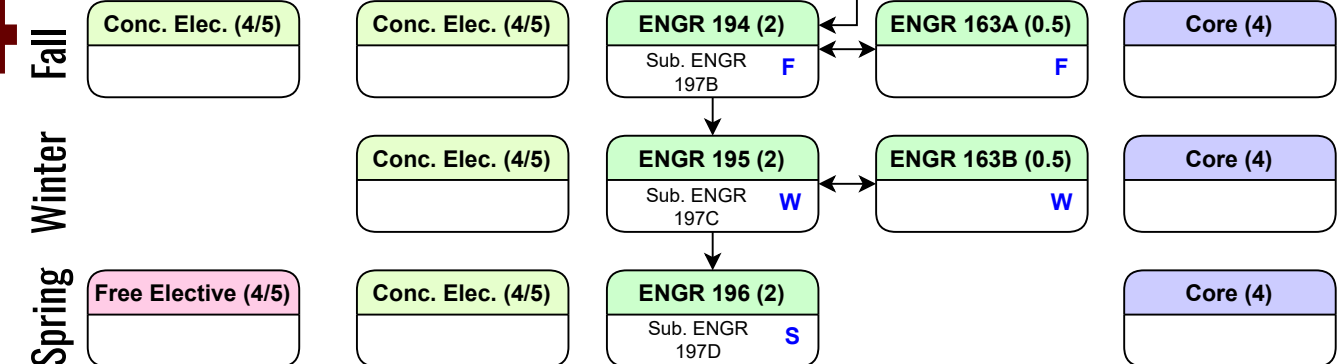 Fall
Conc. Elec. (4/5)
Conc. Elec. (4/5)
ENGR 194 (2)
Sub. ENGR
197B
F
ENGR 163A (0.5)
F
Core (4)
Winter
Conc. Elec. (4/5)
ENGR 195 (2)
Sub. ENGR
197C
W
ENGR 163B (0.5)
W
Core (4)
Spring
Free Elective (4/5)
Conc. Elec. (4/5)
ENGR 196 (2)
Sub. ENGR
197D
S
Core (4)